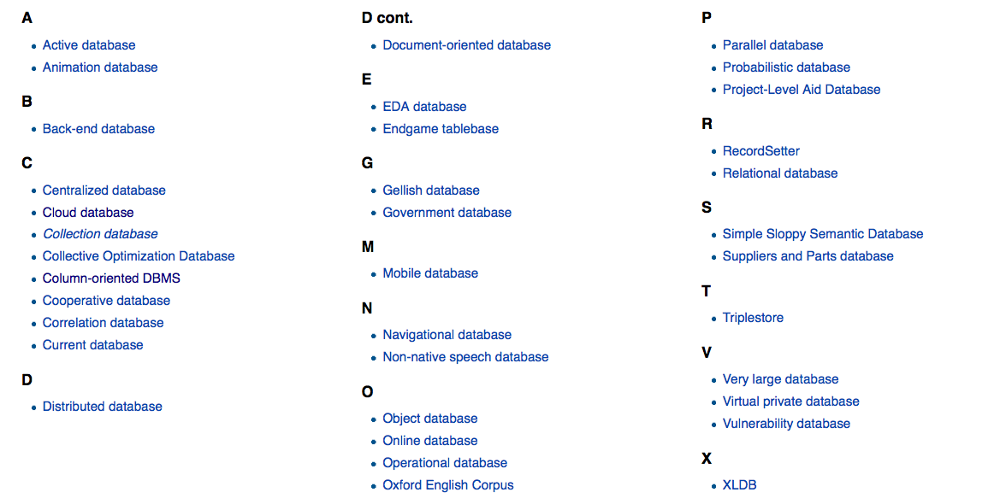 A
Active database
Animation database
B
Back-end database
C
Centralized database
Cloud database
Collection database
Collective Optimization Database
Column-oriented DBMS
Cooperative database
Correlation database
Current database
D
Distributed database
D cont.
Document-oriented database
E
EDA database
Endgame tablebase
G
Gellish database
Government database
M
Mobile database
N
Navigational database
Non-native speech database
O
Object database
Online database
Operational database
Oxford English Corpus
P
Parallel database
Probabilistic database
Project-Level Aid Database
R
RecordSetter
Relational database
S
Simple Sloppy Semantic Database
Suppliers and Parts database
T
Triplestore
V
Very large database
Virtual private database
Vulnerability database
X
XLDB